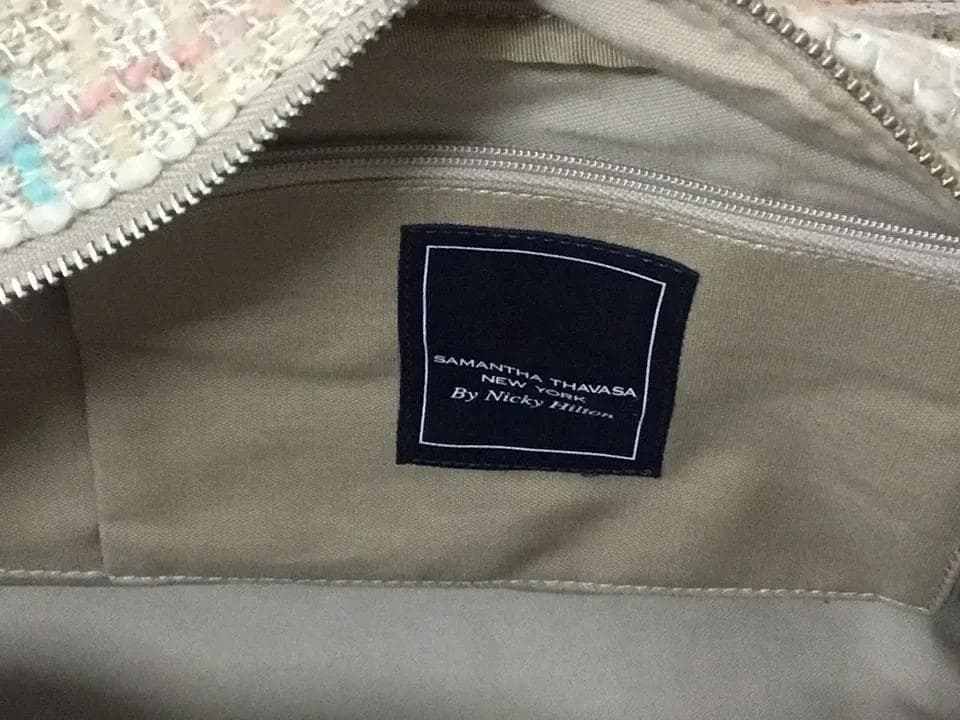 SAMANTHA THAVASA
NEW YORK
By Nicky Hilton